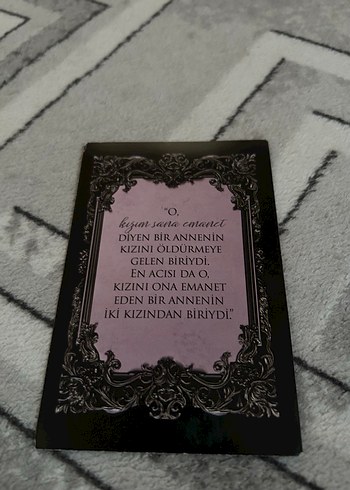 "O,
kızım sana emanet
DİYEN BİR ANNENİN
KIZINI ÖLDÜRMEYE
GELEN BİRİYDİ.
EN ACISI DA O,
KIZINI ONA EMANET
EDEN BİR ANNENİN
İKİ KIZINDAN BİRİYDİ."